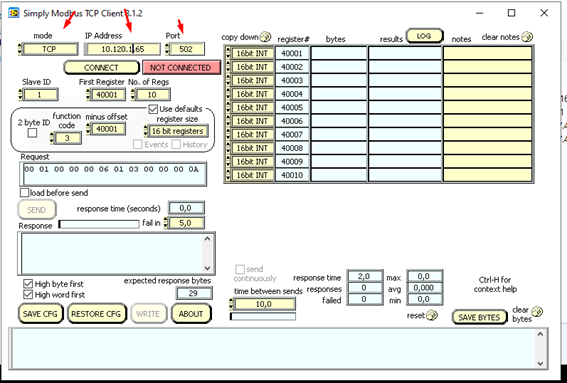 Simply Modbus TCP Client 8.1.2
mode IP Address Port
TCP 10.120.1.65 502
CONNECT NOT CONNECTED
Slave ID First Register No. of Regs
1 40001 10
2 byte ID function code minus offset Use defaults register size
3 40001 16 bit registers
Events History
Request
00 01 00 00 00 06 01 03 00 00 00 0A
load before send
SEND response time (seconds) 0,0
Response fail in 5,0
High byte first expected response bytes
High word first 29
SAVE CFG RESTORE CFG WRITE ABOUT
copy down register# bytes results LOG notes clear notes
16bit INT 40001
16bit INT 40002
16bit INT 40003
16bit INT 40004
16bit INT 40005
16bit INT 40006
16bit INT 40007
16bit INT 40008
16bit INT 40009
16bit INT 40010
send continuously
time between sends
10,0
response time 2,0 max 0,0
responses 0 avg 0,000
failed 0 min 0,0
reset
Ctrl-H for context help
SAVE BYTES clear bytes